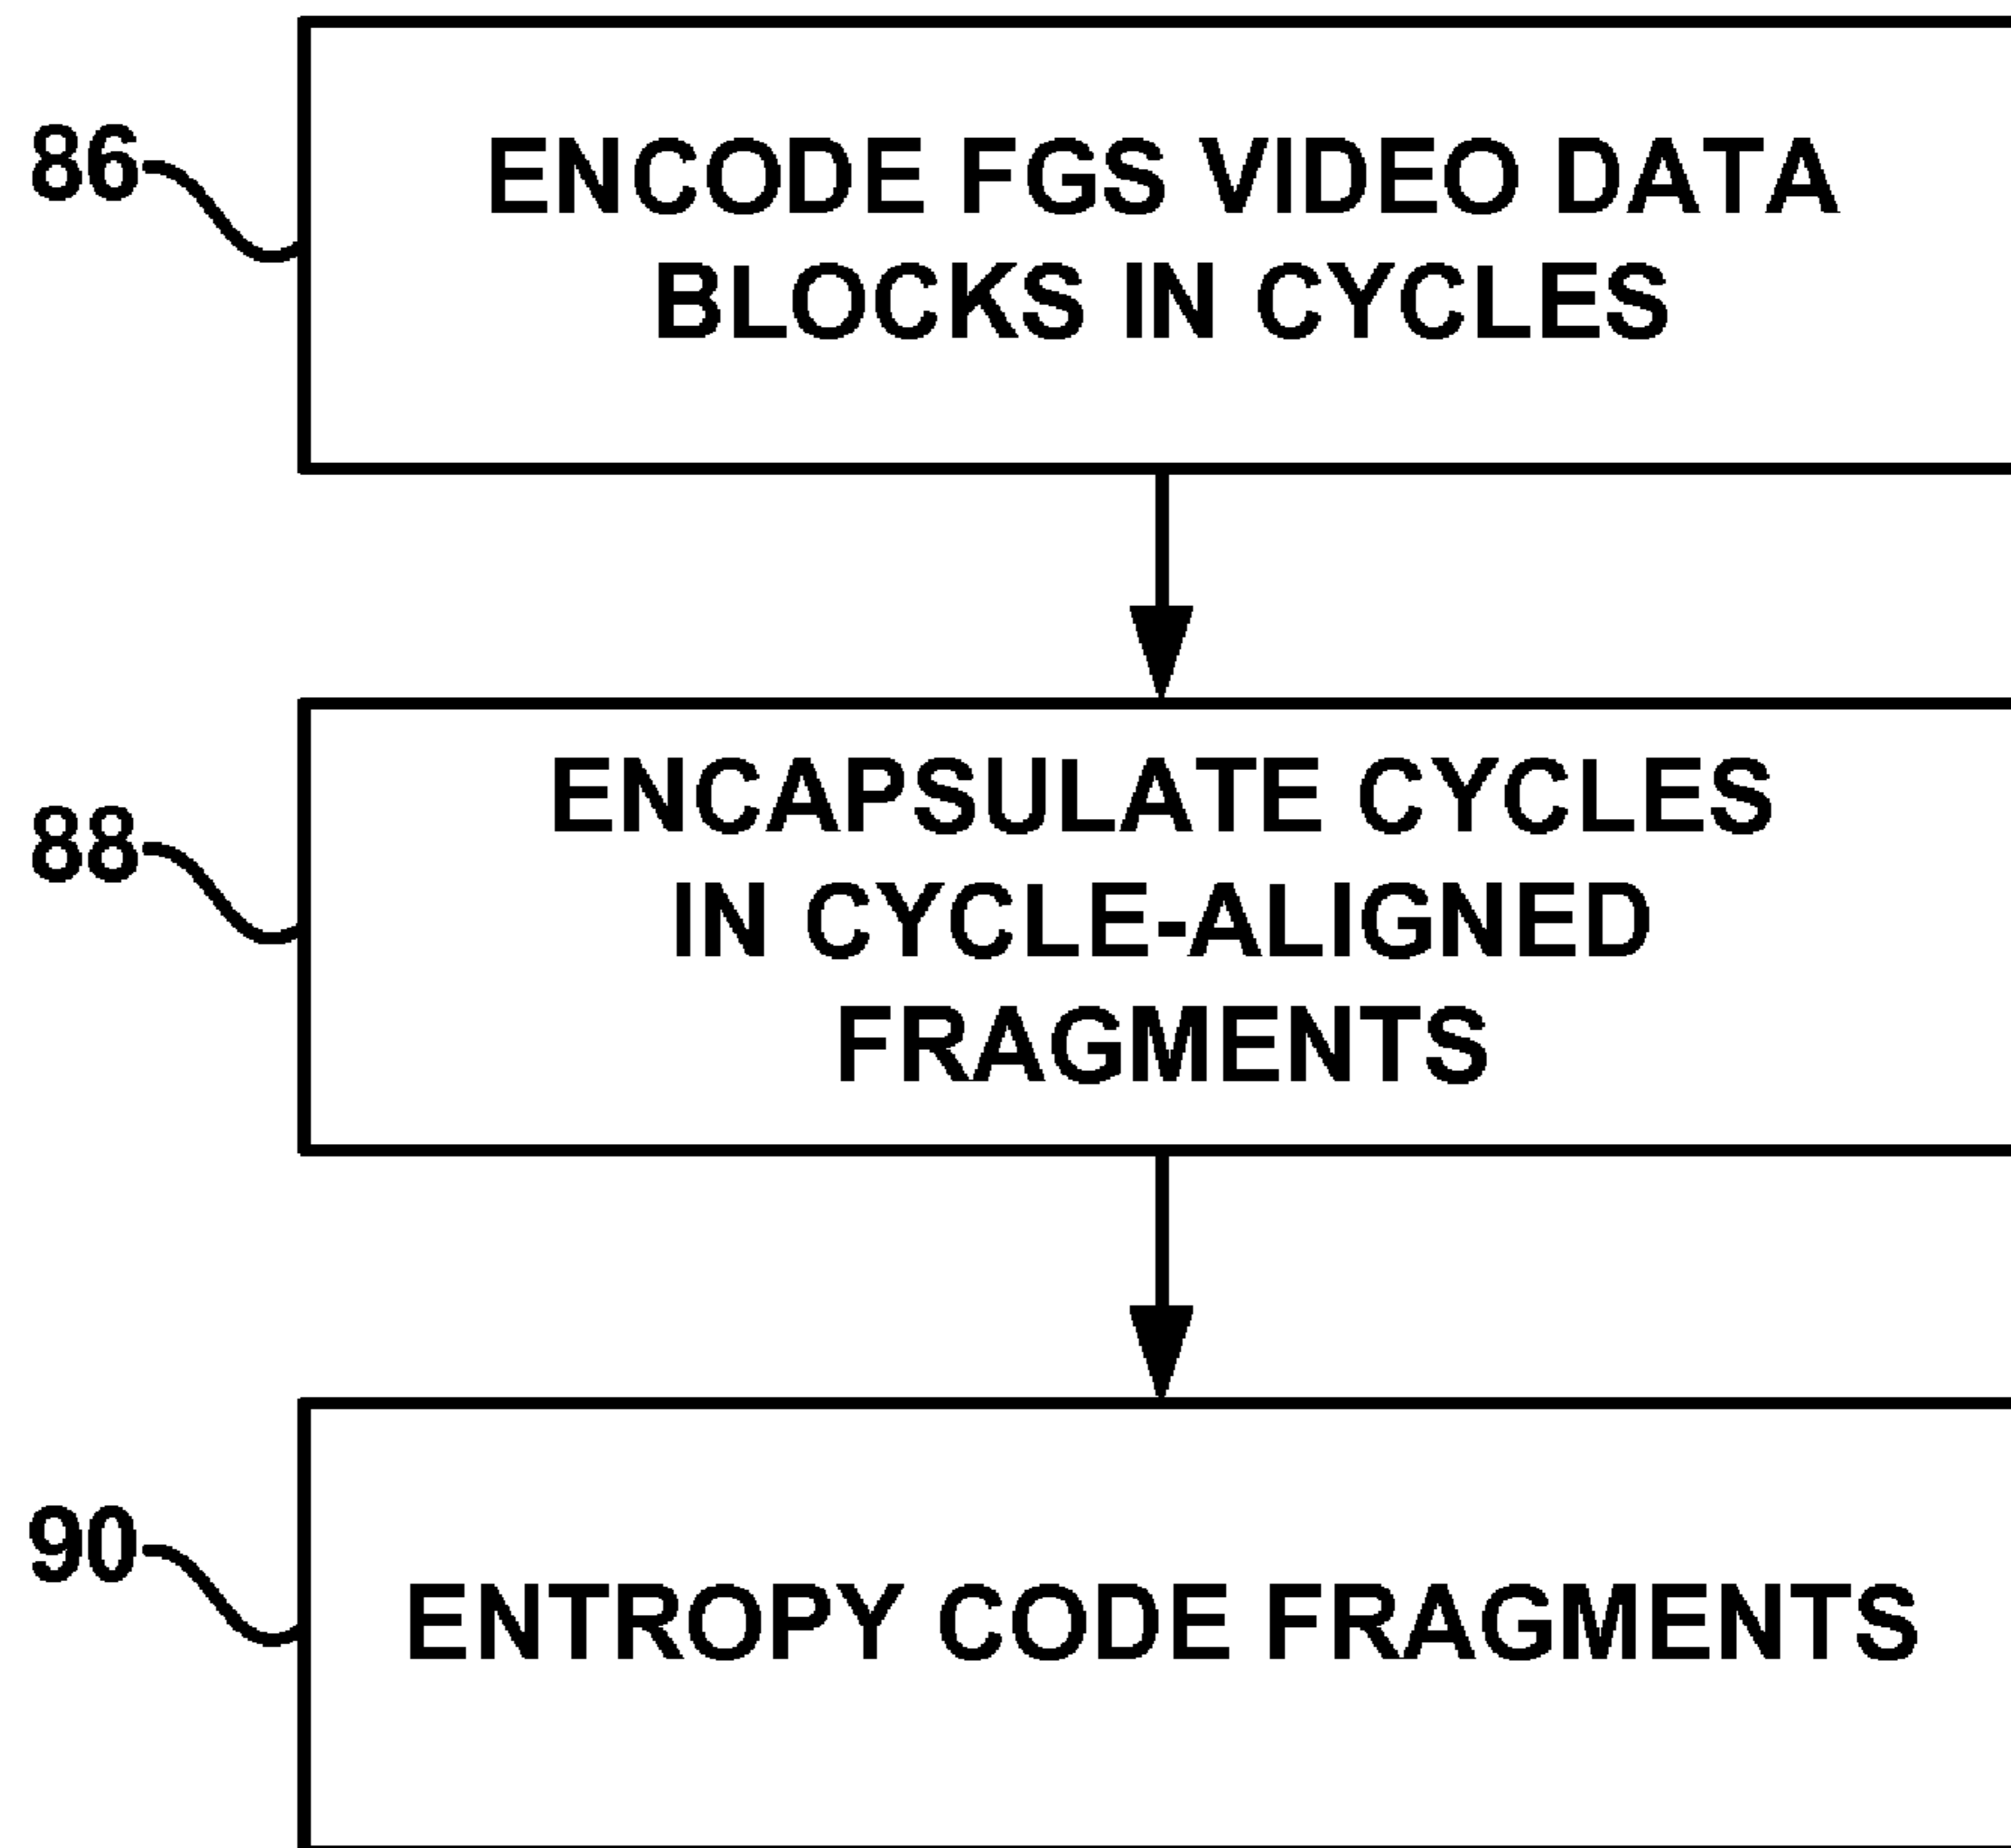 86
ENCODE FGS VIDEO DATA
BLOCKS IN CYCLES
88
ENCAPSULATE CYCLES
IN CYCLE-ALIGNED
FRAGMENTS
90
ENTROPY CODE FRAGMENTS